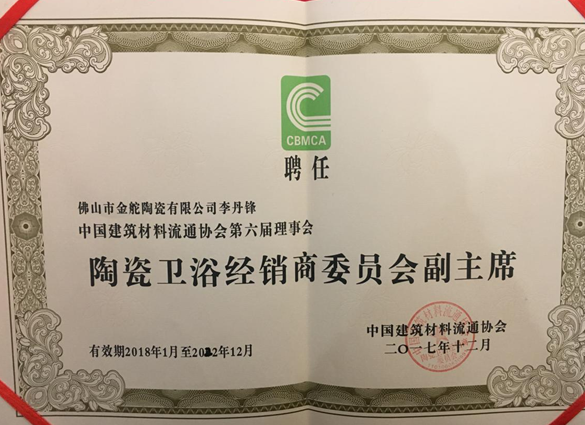 CBMCA
聘任
佛山市金舵陶瓷有限公司李丹锋
中国建筑材料流通协会第六届理事会
陶瓷卫浴经销商委员会副主席
中国建筑材料流通协会
二〇一七年十二月
有效期2018年1月至2022年12月